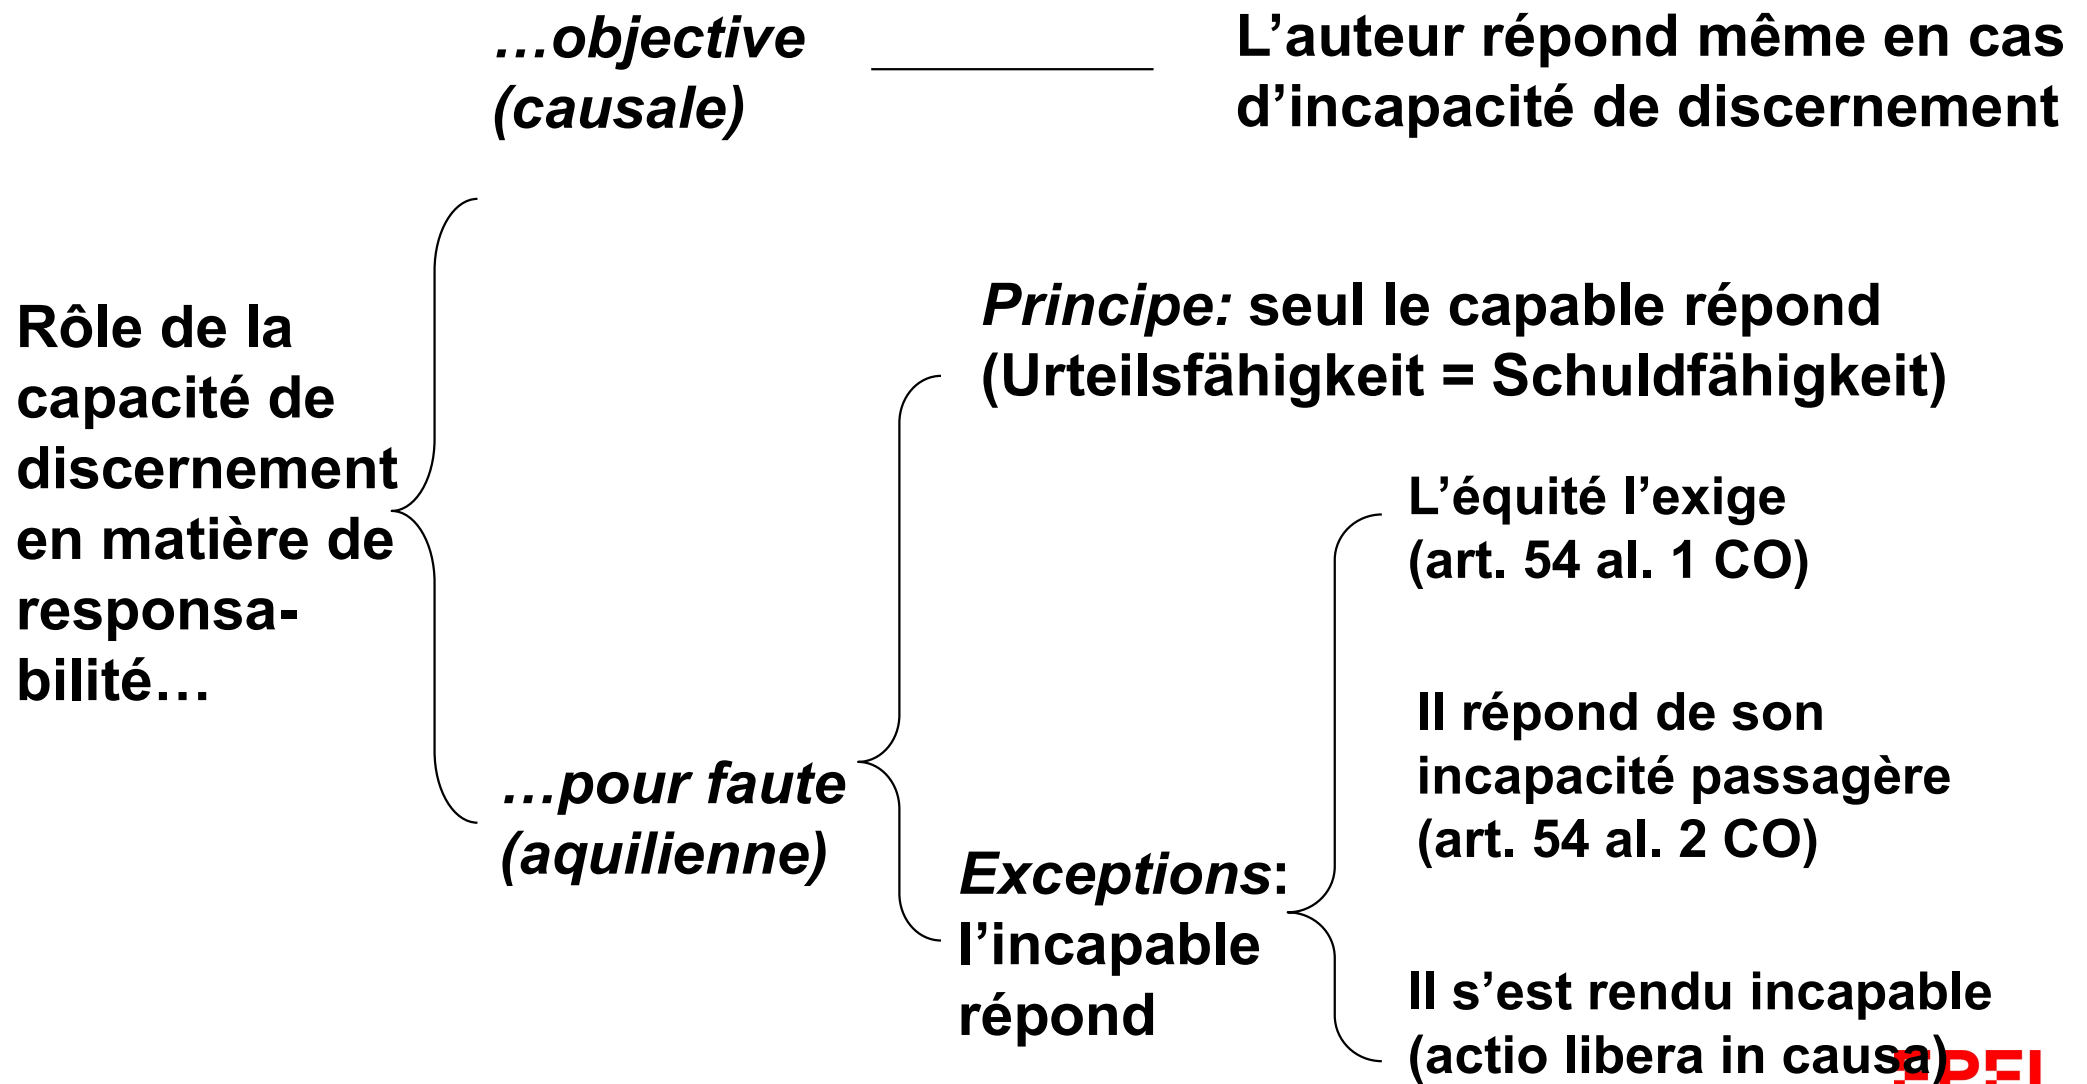 …objective
(causale)
L’auteur répond même en cas
d’incapacité de discernement
Rôle de la
capacité de
discernement
en matière de
responsa-
bilité…
Principe: seul le capable répond
(Urteilsfähigkeit = Schuldfähigkeit)
…pour faute
(aquilienne)
Exceptions:
l’incapable
répond
L’équité l’exige
(art. 54 al. 1 CO)
Il répond de son
incapacité passagère
(art. 54 al. 2 CO)
Il s’est rendu incapable
(actio libera in causa)
EPFL